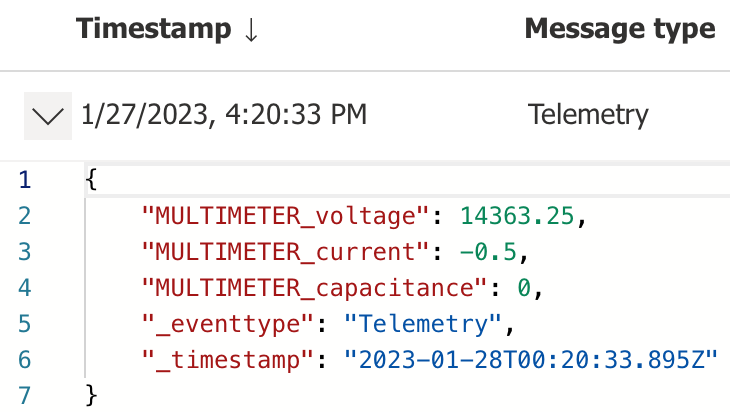 Timestamp ↓ Message type
1/27/2023, 4:20:33 PM Telemetry
1 {
2 "MULTIMETER_voltage": 14363.25,
3 "MULTIMETER_current": -0.5,
4 "MULTIMETER_capacitance": 0,
5 "_eventtype": "Telemetry",
6 "_timestamp": "2023-01-28T00:20:33.895Z"
7 }